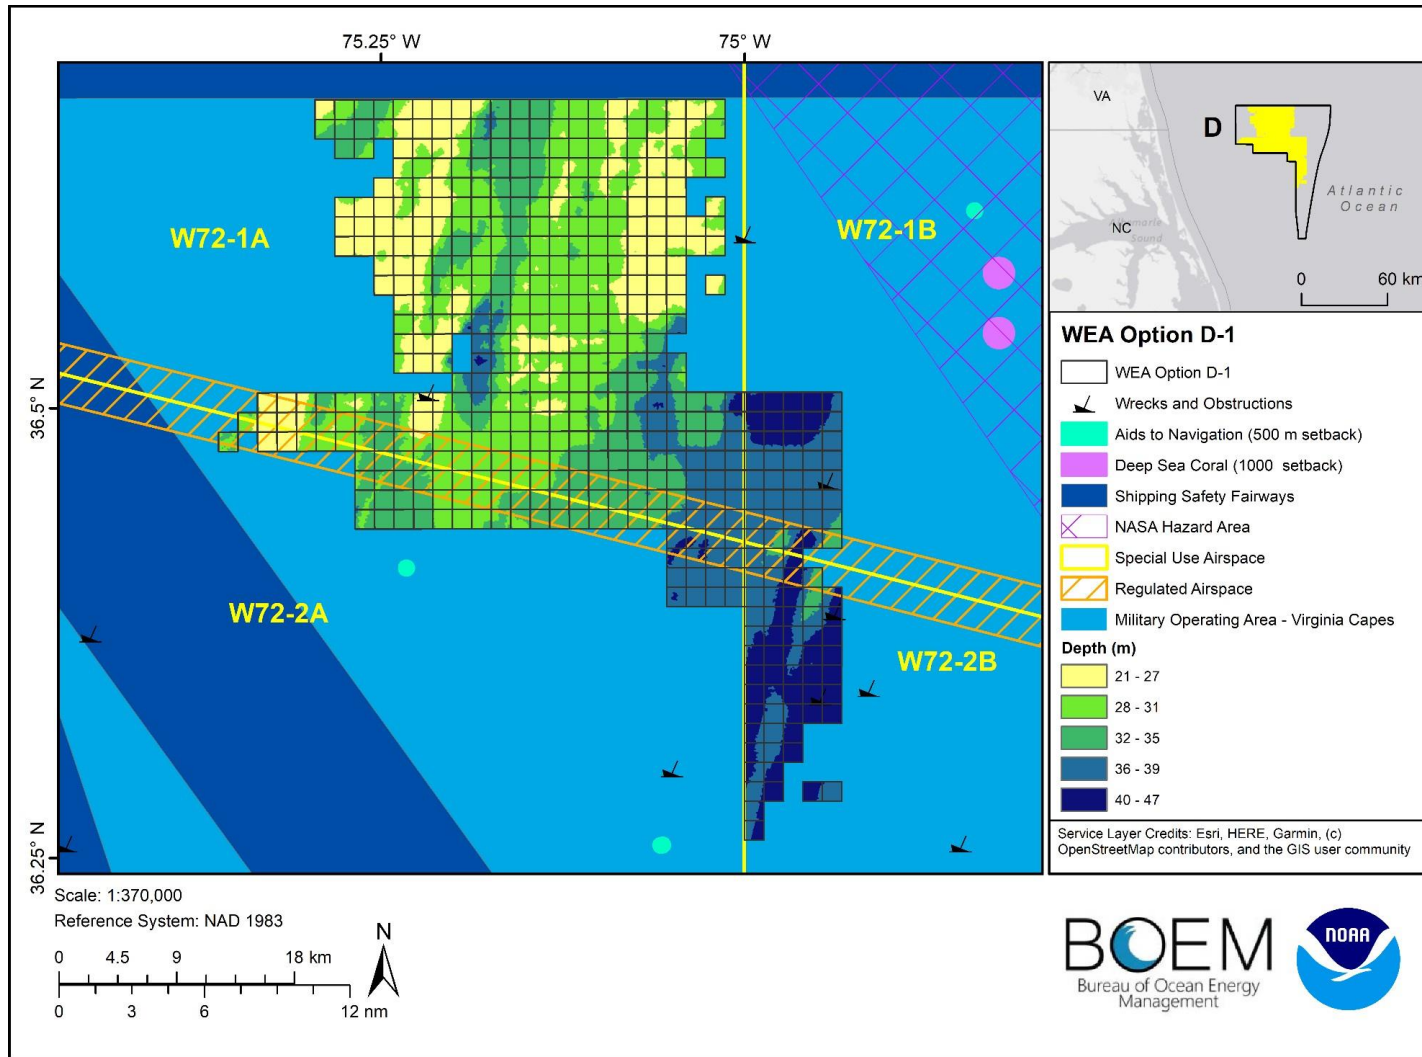 75.25° W
75° W
36.5° N
36.25° N
W72-1A
W72-1B
W72-2A
W72-2B
VA
NC
D
Albemarle
Sound
Atlantic
Ocean
0 60 km
WEA Option D-1
WEA Option D-1
Wrecks and Obstructions
Aids to Navigation (500 m setback)
Deep Sea Coral (1000 setback)
Shipping Safety Fairways
NASA Hazard Area
Special Use Airspace
Regulated Airspace
Military Operating Area - Virginia Capes
Depth (m)
21 - 27
28 - 31
32 - 35
36 - 39
40 - 47
Service Layer Credits: Esri, HERE, Garmin, (c)
OpenStreetMap contributors, and the GIS user community
Scale: 1:370,000
Reference System: NAD 1983
0 4.5 9 18 km
0 3 6 12 nm
N
BOEM
Bureau of Ocean Energy
Management
NOAA